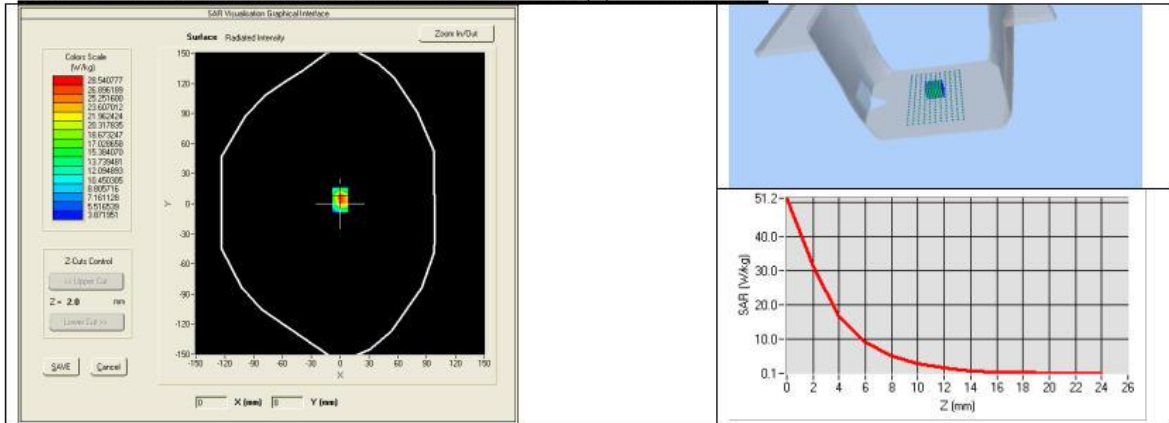 SAR Visualisation Graphical Interface
Surface Radiated Intensity
Zoom In/Out
Colors Scale
(W/kg)
28.540777
26.896189
25.251600
23.607012
21.962424
20.317835
18.673247
17.028658
15.384070
13.739481
12.094893
10.450305
8.805716
7.161128
5.516539
3.871951
150
120
90
60
30
0
-30
-60
-90
-120
-150
Y
-150 -120 -90 -60 -30 0 30 60 90 120 150
X
Z-Cuts Control
<< Upper Cut
Z = 2.0 mm
Lower Cut >>
SAVE Cancel
0 X (mm) 0 Y (mm)
51.2
40.0
30.0
20.0
10.0
0.1
SAR (W/kg)
0 2 4 6 8 10 12 14 16 18 20 22 24 26
Z (mm)